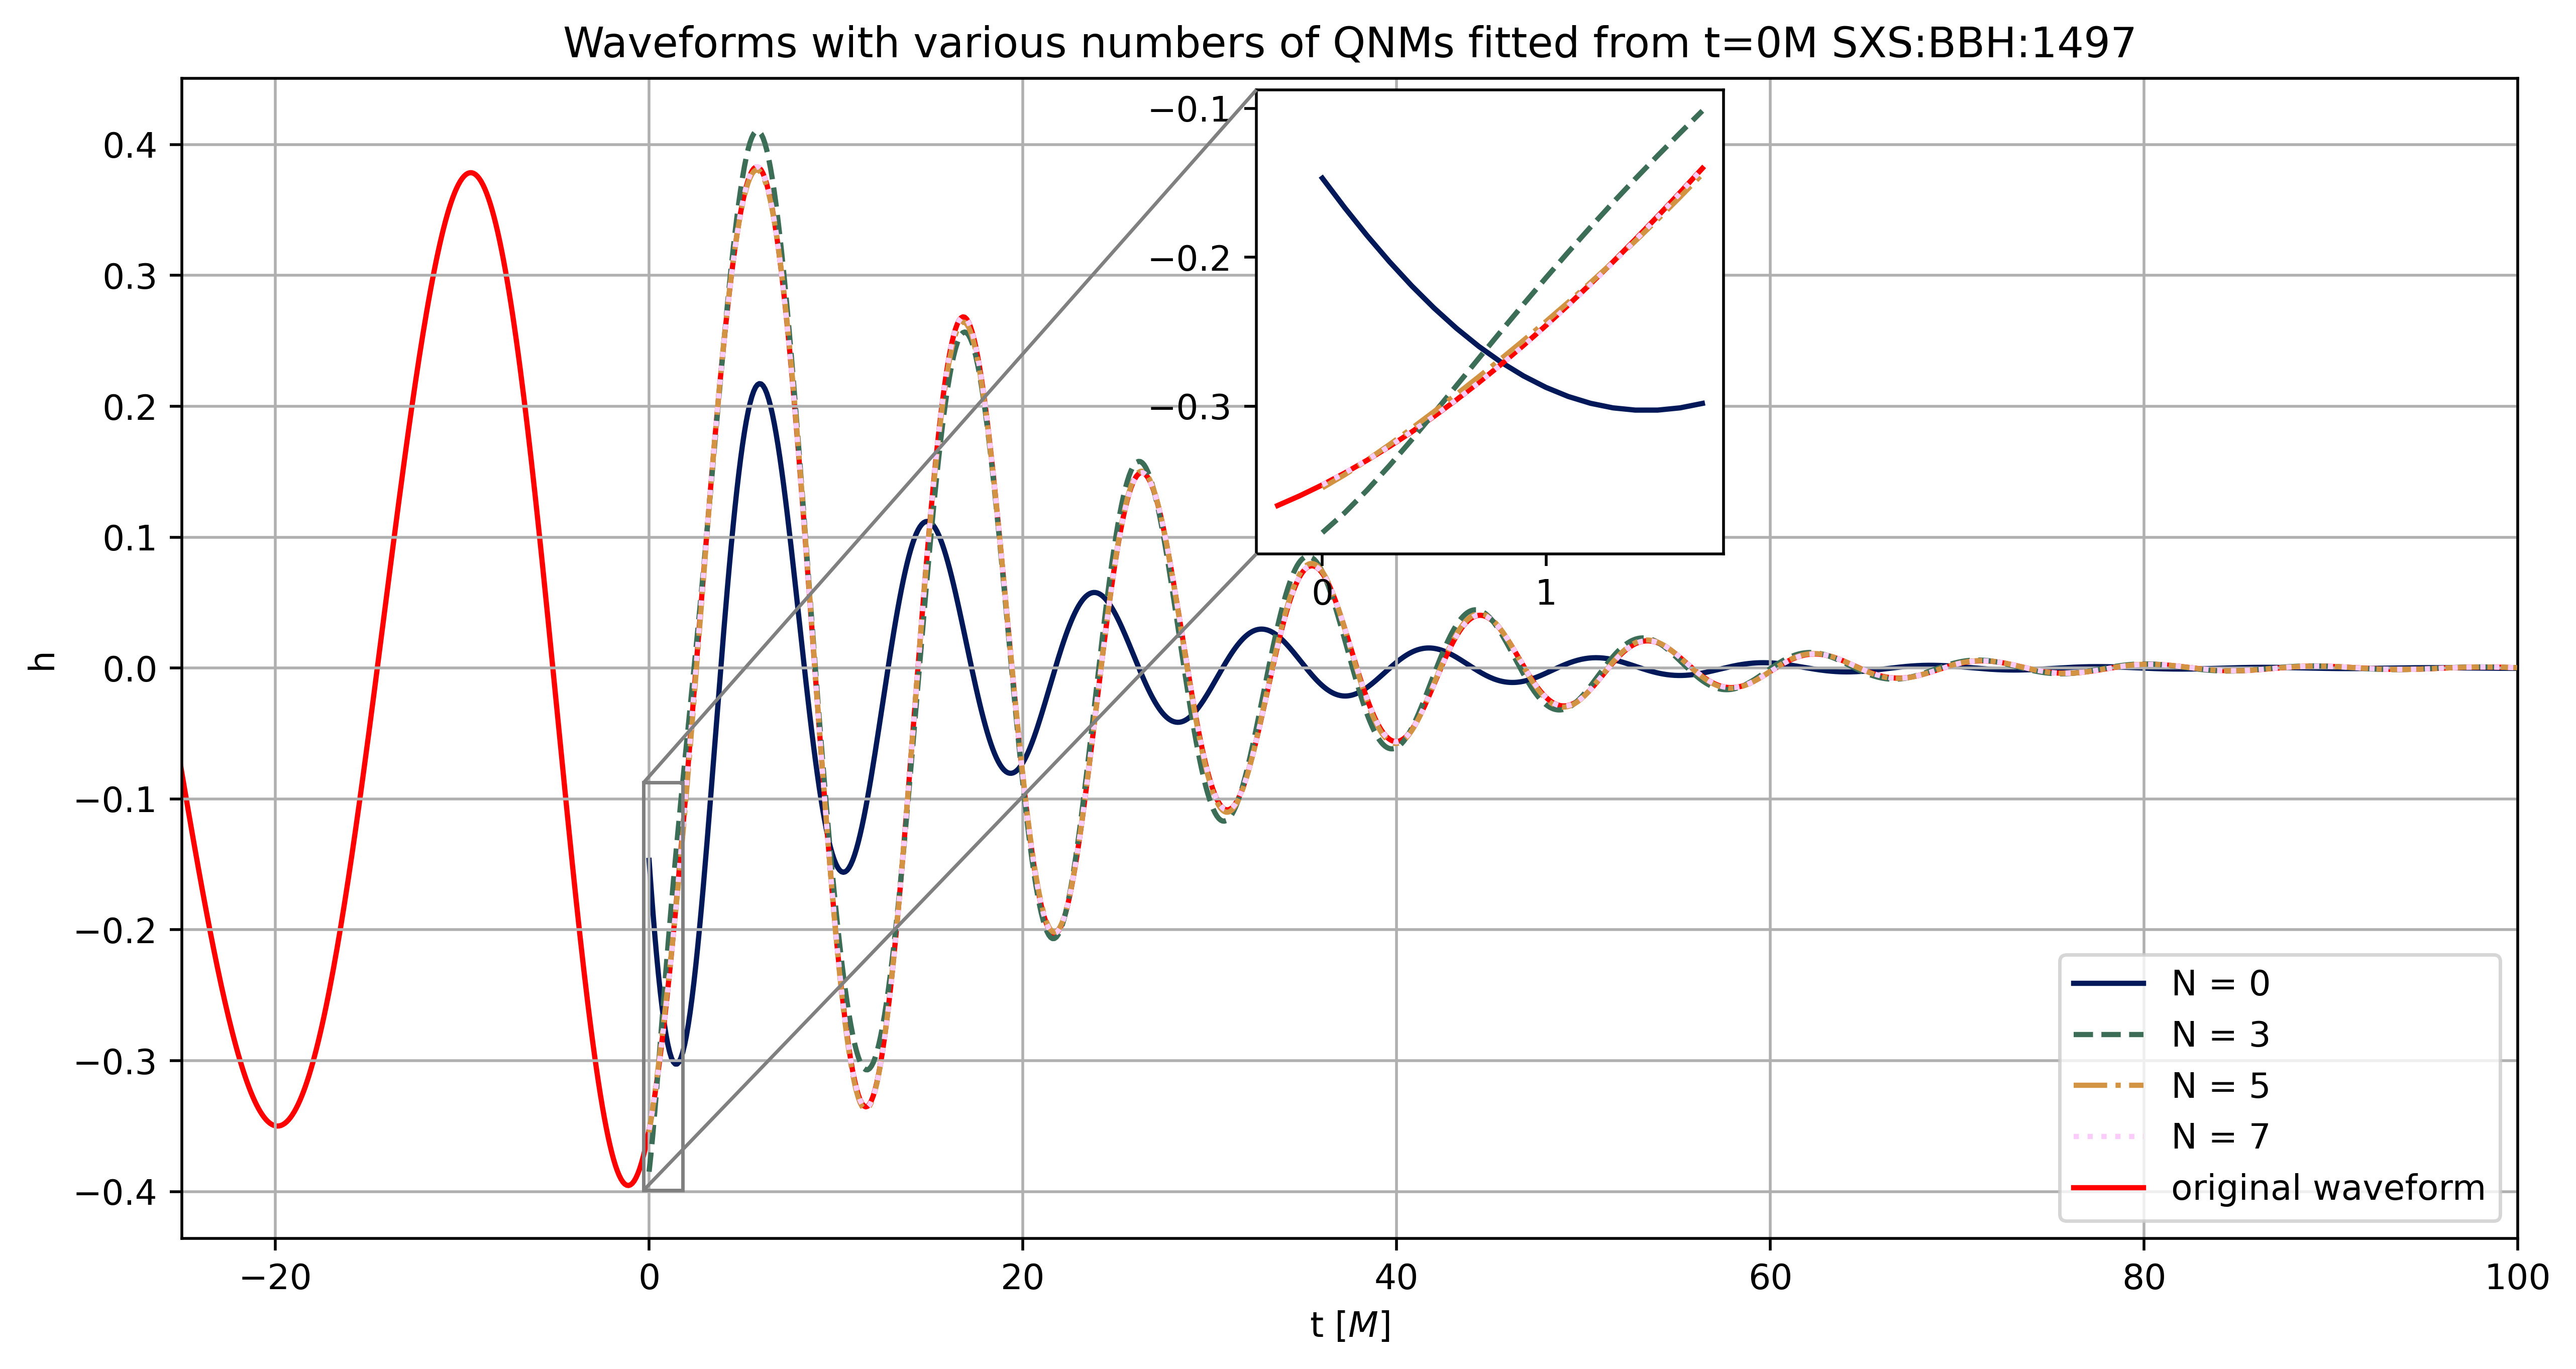 Waveforms with various numbers of QNMs fitted from t=0M SXS:BBH:1497
h
0.4
0.3
0.2
0.1
0.0
−0.1
−0.2
−0.3
−0.4
−0.1
−0.2
−0.3
0 1
N = 0
N = 3
N = 5
N = 7
original waveform
−20 0 20 40 60 80 100
t [M]